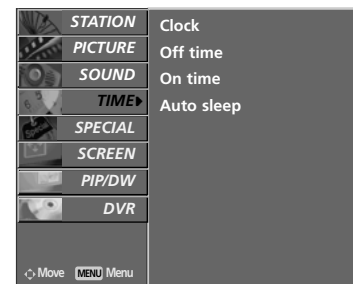 STATION
PICTURE
SOUND
TIME
SPECIAL
SCREEN
PIP/DW
DVR
Move MENU Menu
Clock
Off time
On time
Auto sleep